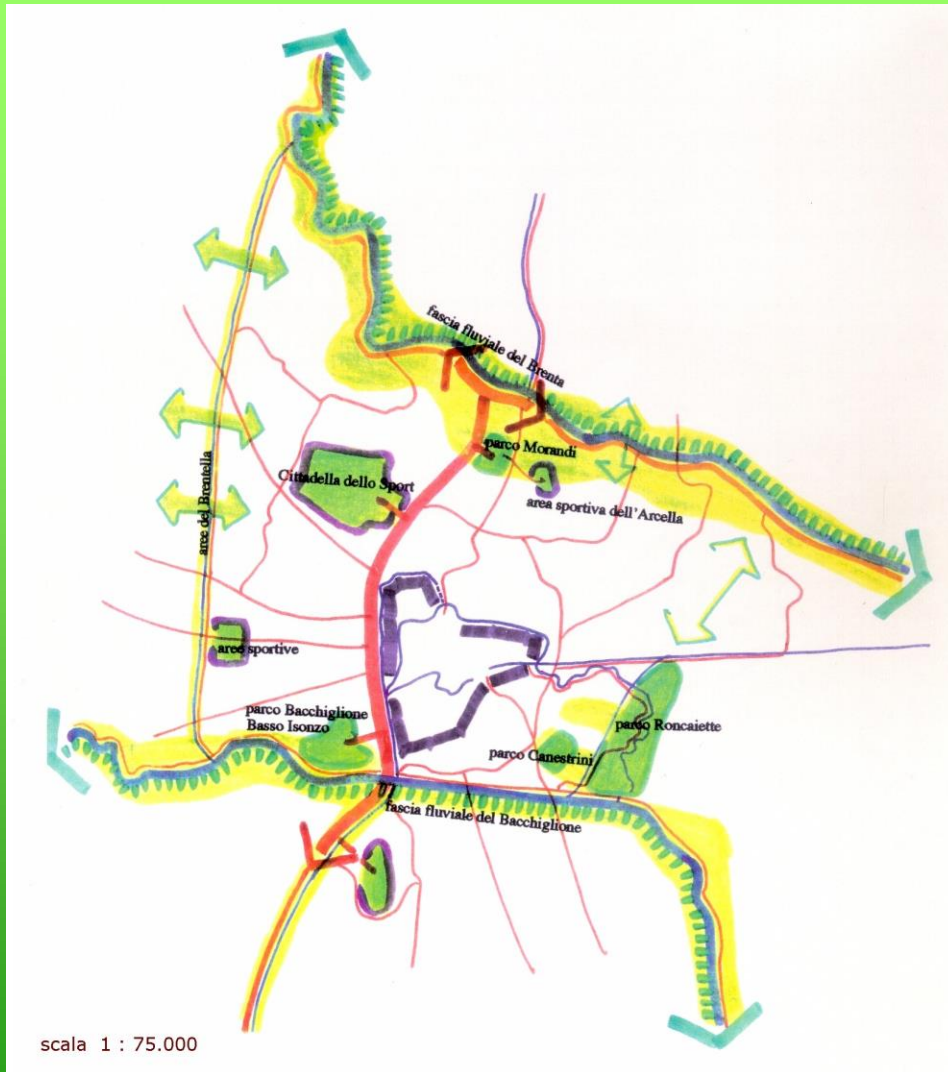 fascia fluviale del Brenta
parco Morandi
Cittadella dello Sport
area sportiva dell'Arcella
aree del Brentella
aree sportive
parco Bacchiglione
Basso Isonzo
parco Roncaiette
parco Canestrini
fascia fluviale del Bacchiglione
scala 1 : 75.000